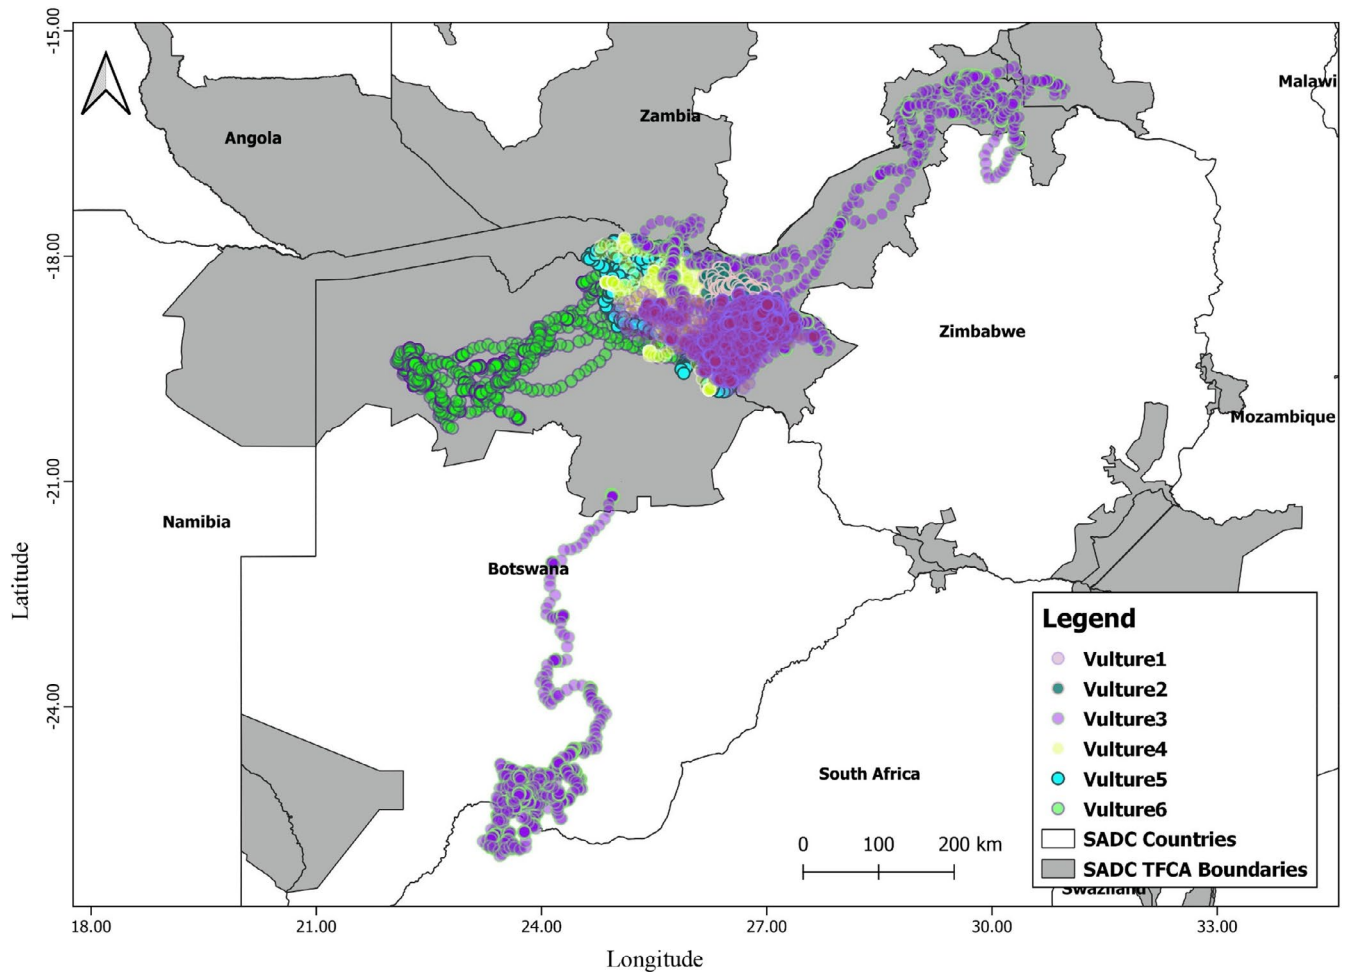 -15.00
Malawi
Zambia
Angola
-18.00
Zimbabwe
Mozambique
-21.00
Namibia
Botswana
Latitude
Legend
Vulture1
Vulture2
Vulture3
-24.00
Vulture4
South Africa
Vulture5
Vulture6
SADC Countries
0 100 200 km
SADC TFCA Boundaries
Swaziland
18.00 21.00 24.00 27.00 30.00 33.00
Longitude